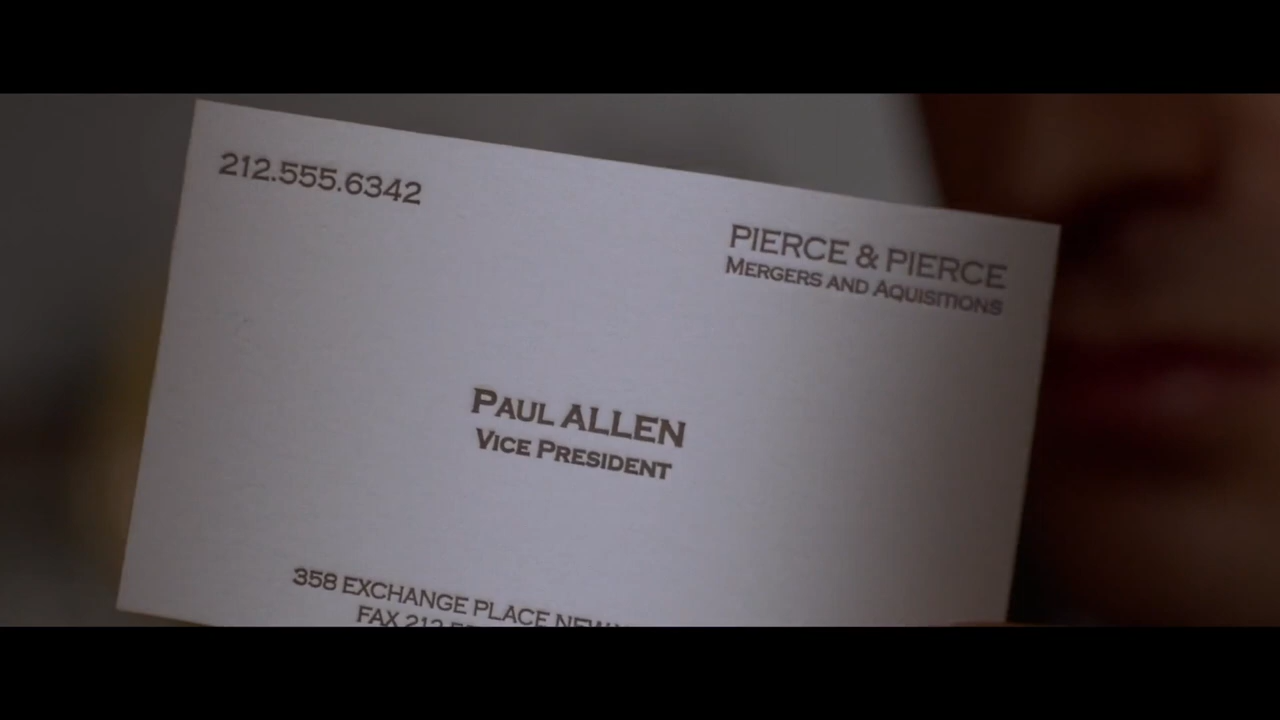 212.555.6342
PIERCE & PIERCE
MERGERS AND AQUISITIONS
PAUL ALLEN
VICE PRESIDENT
358 EXCHANGE PLACE
FAX 212